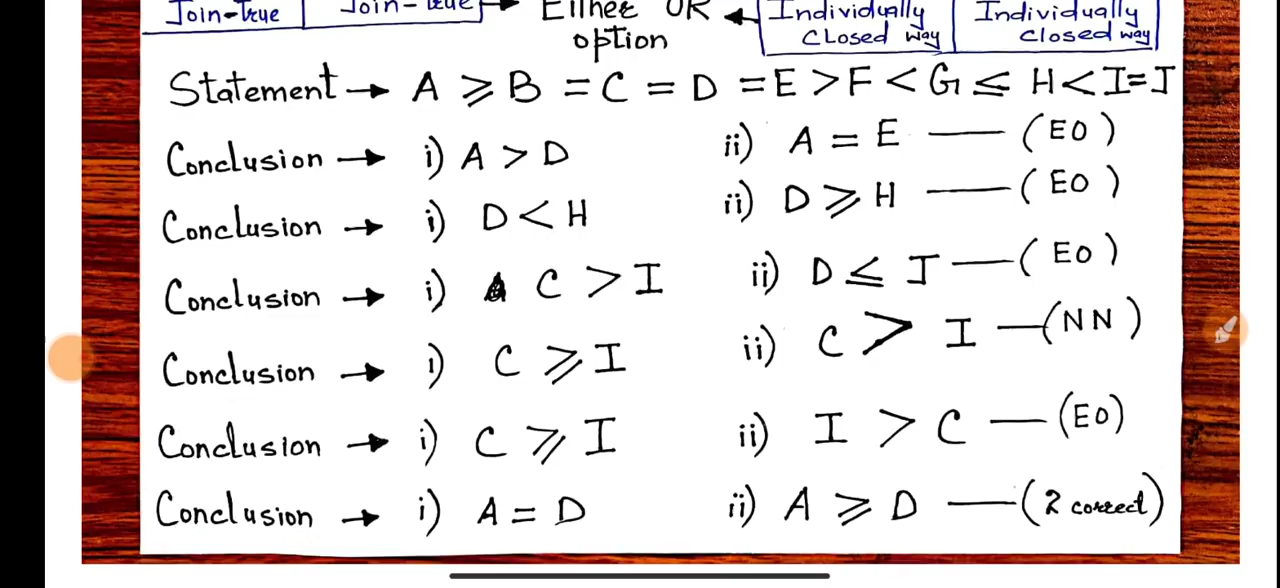 Join-true Join-true → Either OR option ← Individually Closed way Individually Closed way
Statement → A ⩾ B = C = D = E > F < G ≤ H < I = J
Conclusion → i) A > D ii) A = E — (EO)
Conclusion → i) D < H ii) D ⩾ H — (EO)
Conclusion → i) C > I ii) D ≤ J — (EO)
Conclusion → i) C ⩾ I ii) C > I — (NN)
Conclusion → i) C ⩾ I ii) I > C — (EO)
Conclusion → i) A = D ii) A ⩾ D — (2 correct)